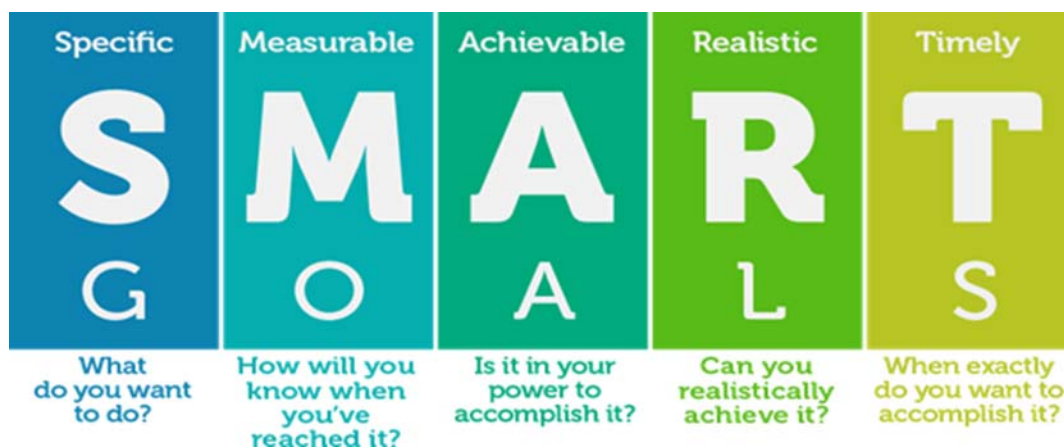 Specific Measurable Achievable Realistic Timely
S M A R T
G O A L S
What
do you want
to do?
How will you
know when
you've
reached it?
Is it in your
power to
accomplish it?
Can you
realistically
achieve it?
When exactly
do you want to
accomplish it?